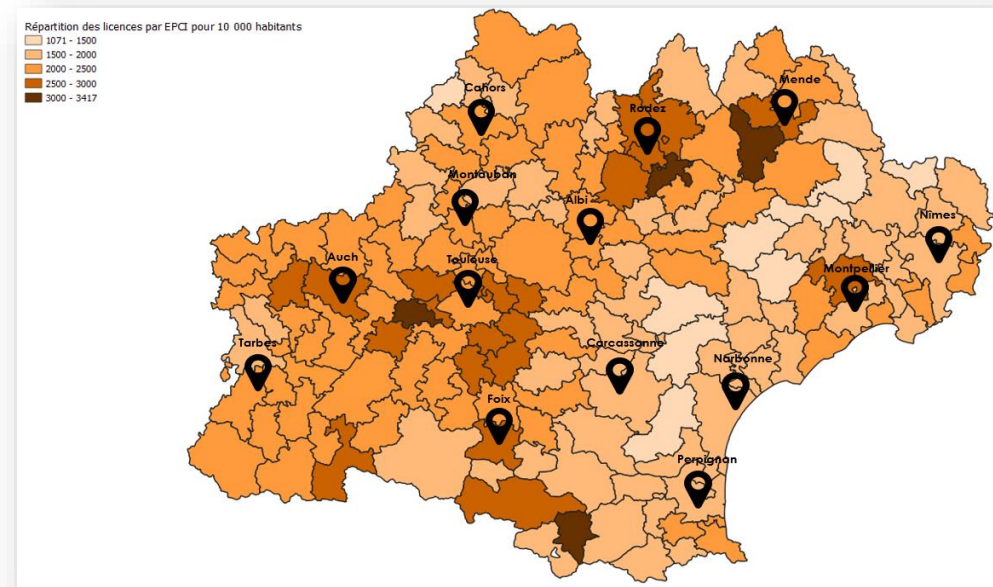 Répartition des licences par EPCI pour 10 000 habitants
1071 - 1500
1500 - 2000
2000 - 2500
2500 - 3000
3000 - 3417
Cahors
Rodez
Mende
Montauban
Albi
Nîmes
Auch
Toulouse
Montpellier
Tarbes
Carcassonne
Narbonne
Foix
Perpignan